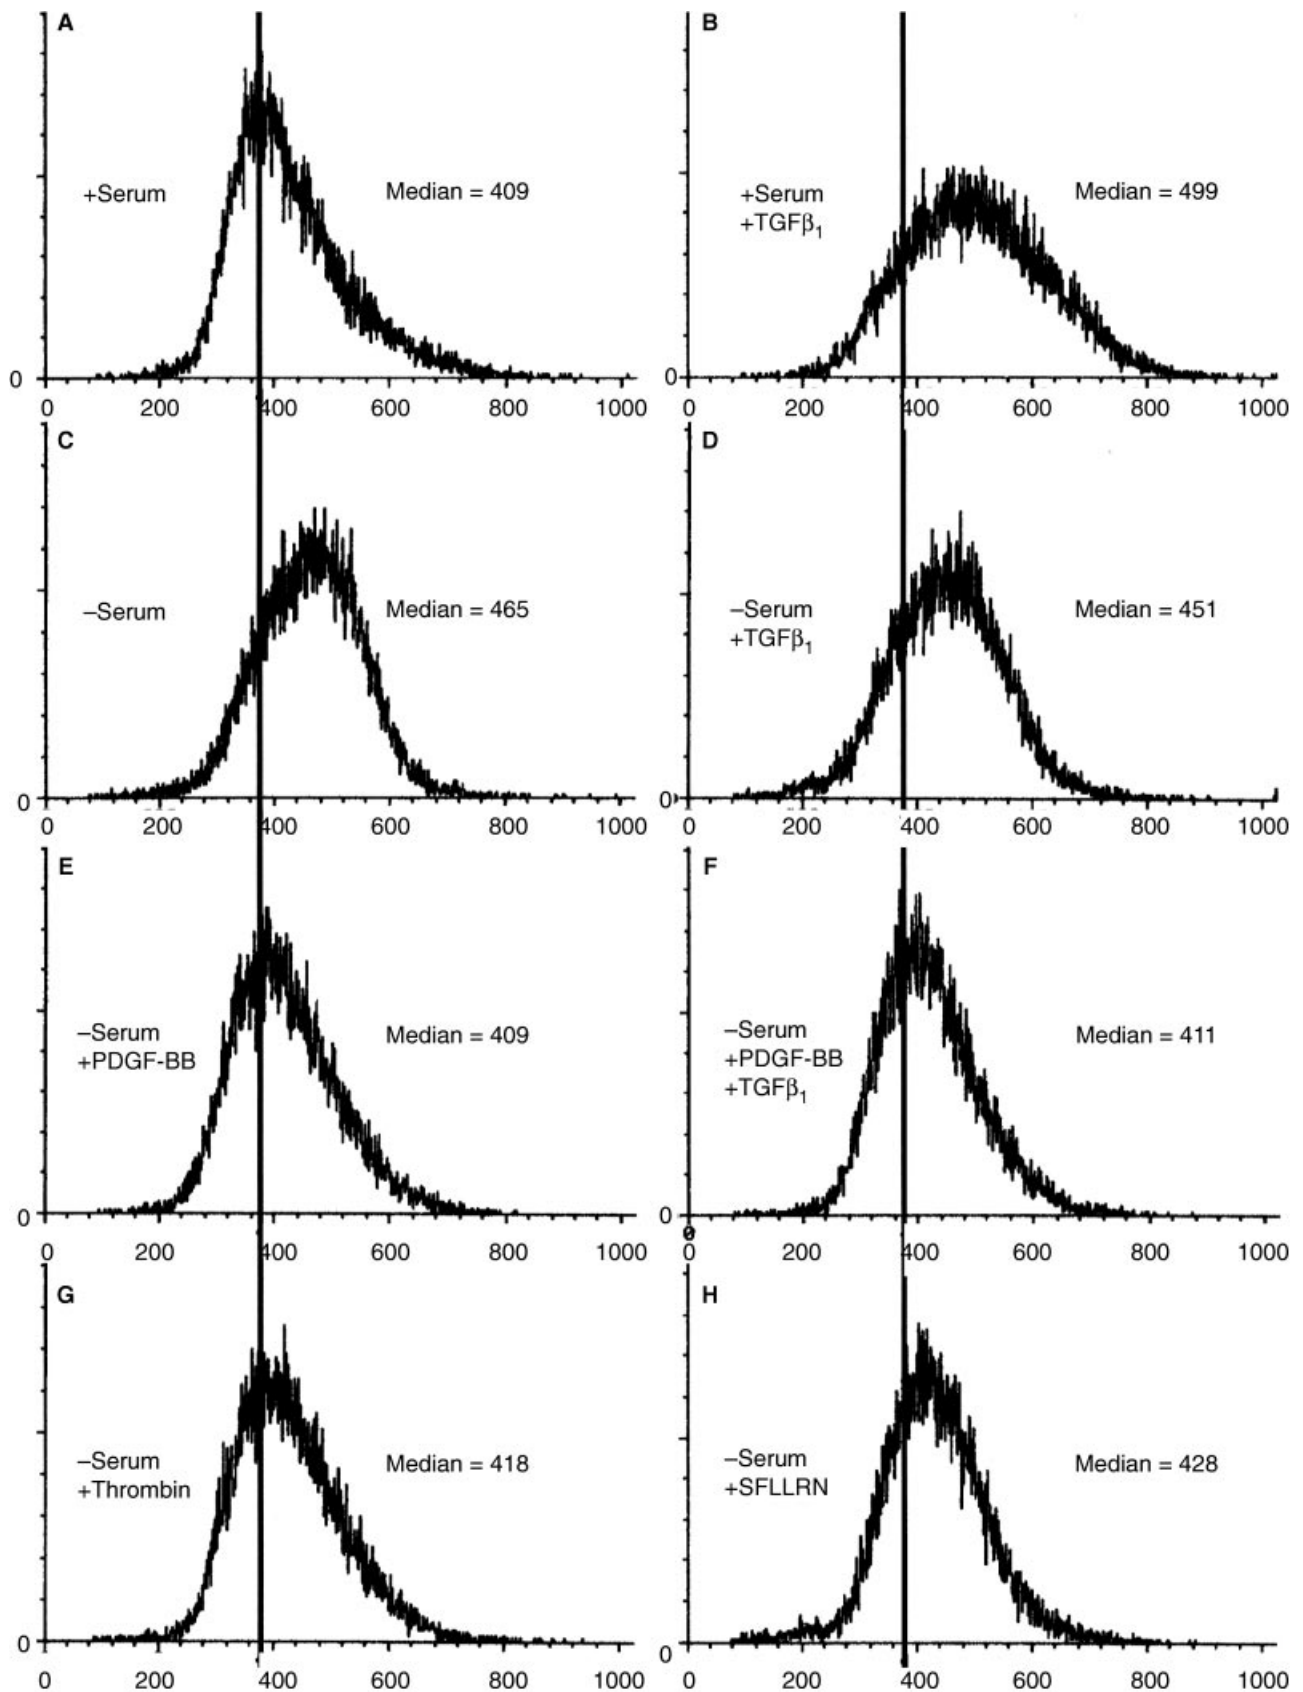 A
+Serum
Median = 409
0
0 200 400 600 800 1000
B
+Serum
+TGFβ₁
Median = 499
0
0 200 400 600 800 1000
C
–Serum
Median = 465
0
0 200 400 600 800 1000
D
–Serum
+TGFβ₁
Median = 451
0
0 200 400 600 800 1000
E
–Serum
+PDGF-BB
Median = 409
0
0 200 400 600 800 1000
F
–Serum
+PDGF-BB
+TGFβ₁
Median = 411
0
0
0 200 400 600 800 1000
G
–Serum
+Thrombin
Median = 418
0
0 200 400 600 800 1000
H
–Serum
+SFLLRN
Median = 428
0
0 200 400 600 800 1000